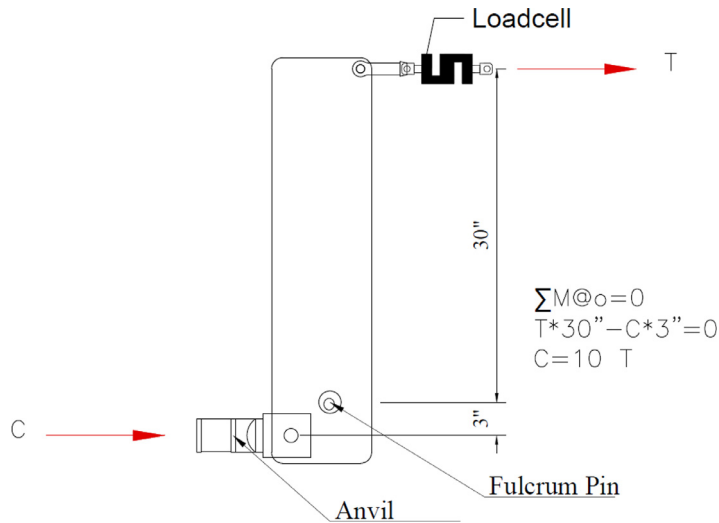 Loadcell
T
30"
∑M@o=0
T*30"−C*3"=0
C=10 T
3"
C
Fulcrum Pin
Anvil